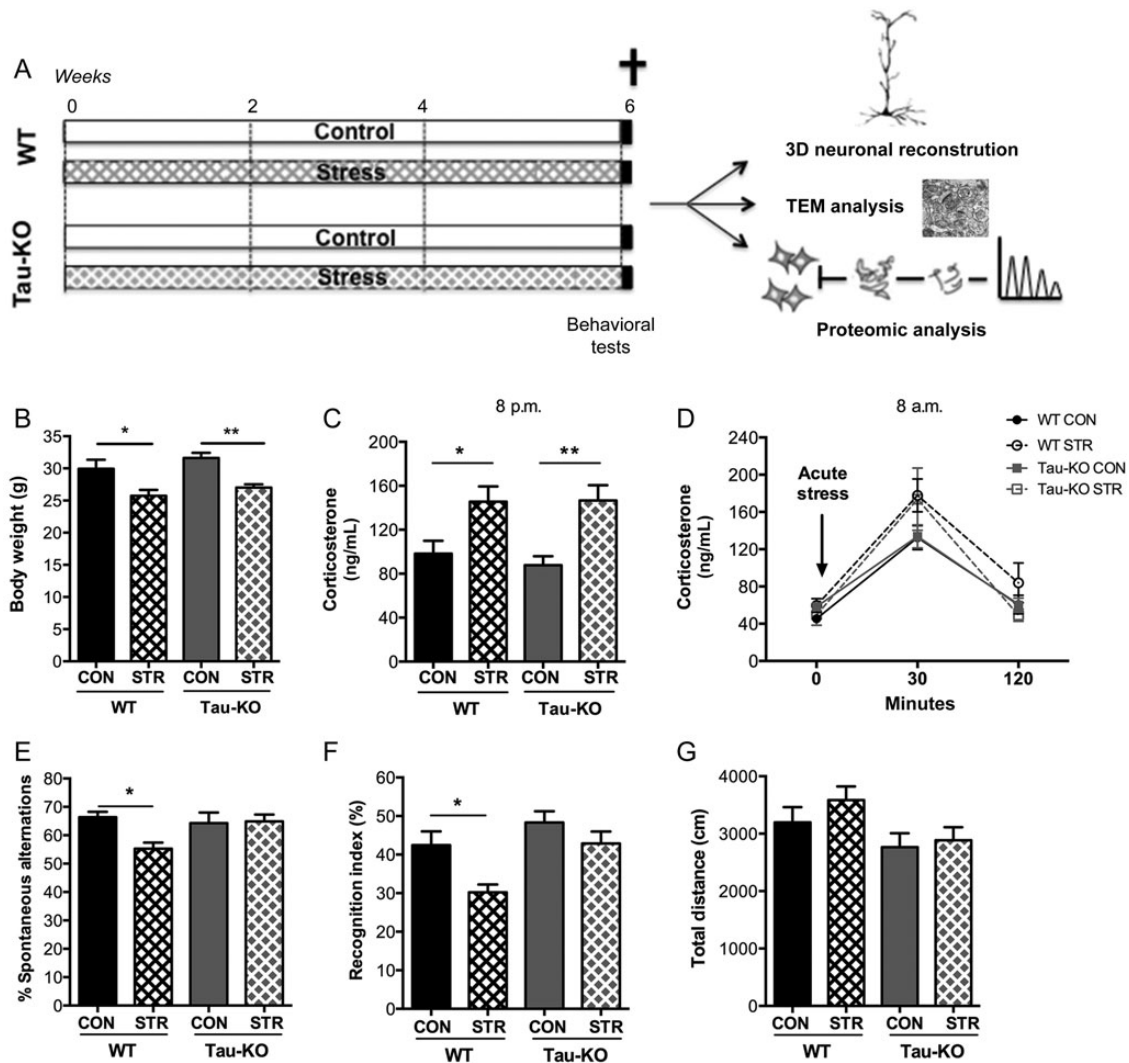 A
Weeks
0 2 4 6
WT
Control
Stress
Tau-KO
Control
Stress
Behavioral
tests
3D neuronal reconstrution
TEM analysis
Proteomic analysis
B
Body weight (g)
35
30
25
20
15
10
5
0
* **
CON STR CON STR
WT Tau-KO
C
8 p.m.
Corticosterone
(ng/mL)
200
160
120
80
40
0
* **
CON STR CON STR
WT Tau-KO
D
8 a.m.
Corticosterone
(ng/mL)
240
200
160
120
80
40
0
Acute
stress
0 30 120
Minutes
WT CON
WT STR
Tau-KO CON
Tau-KO STR
E
% Spontaneous alternations
80
70
60
50
40
30
20
10
0
*
CON STR CON STR
WT Tau-KO
F
Recognition index (%)
60
50
40
30
20
10
0
*
CON STR CON STR
WT Tau-KO
G
Total distance (cm)
4000
3000
2000
1000
0
CON STR CON STR
WT Tau-KO